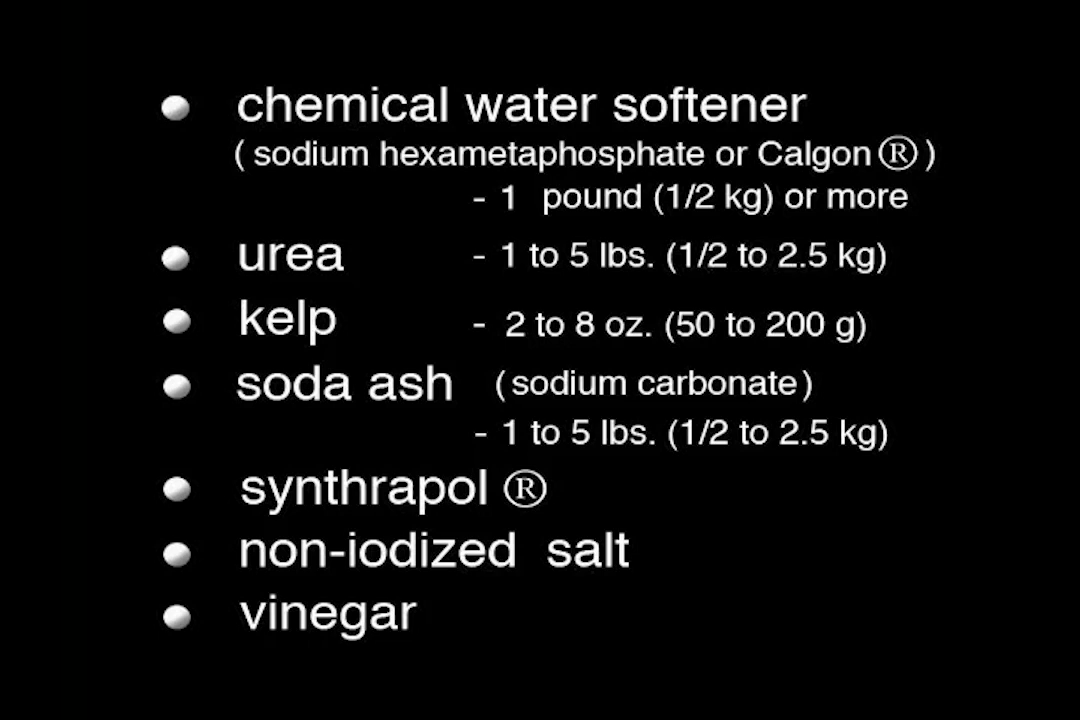 chemical water softener
( sodium hexametaphosphate or Calgon ® )
- 1 pound (1/2 kg) or more
urea - 1 to 5 lbs. (1/2 to 2.5 kg)
kelp - 2 to 8 oz. (50 to 200 g)
soda ash (sodium carbonate)
- 1 to 5 lbs. (1/2 to 2.5 kg)
synthrapol ®
non-iodized salt
vinegar